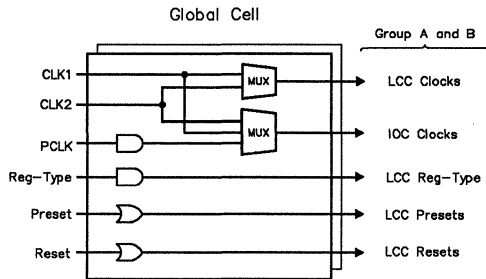 Global Cell
Group A and B
CLK1
MUX
LCC Clocks
CLK2
MUX
IOC Clocks
PCLK
Reg-Type
LCC Reg-Type
Preset
LCC Presets
Reset
LCC Resets